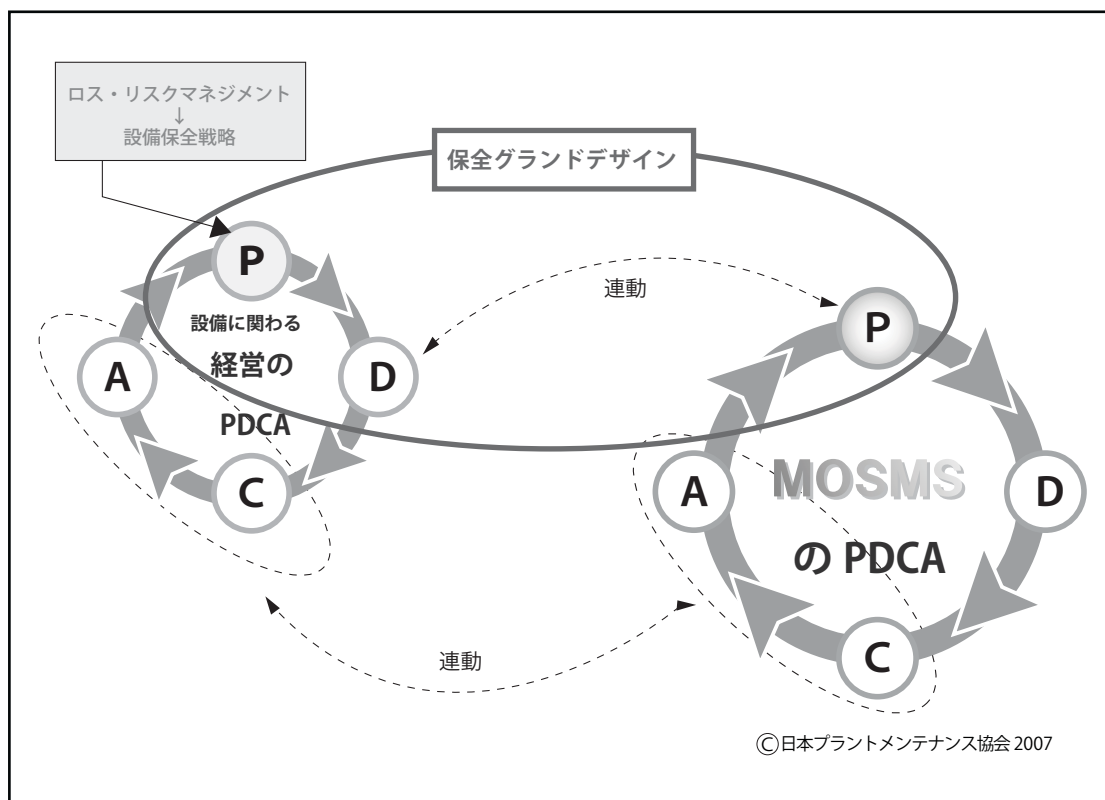 ロス・リスクマネジメント
↓
設備保全戦略
保全グランドデザイン
P
設備に関わる
経営の
PDCA
A
D
C
連動
P
A
MOSMS
D
の PDCA
C
連動
Ⓒ日本プラントメンテナンス協会 2007